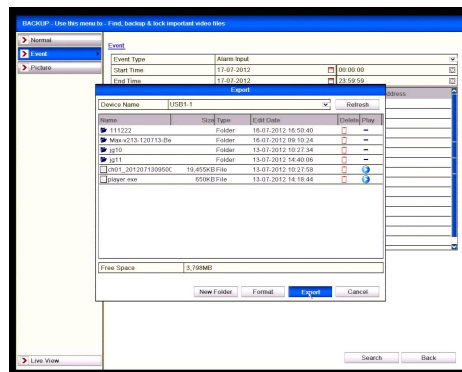 BACKUP - Use this menu to - Find, backup & lock important video files
Normal
Event
Picture
Event
Event Type Alarm Input
Start Time 17-07-2012 00:00:00
End Time 17-07-2012 23:59:59
Export
Device Name USB1-1 Refresh
Name Size Type Edit Date Delete Play
111222 Folder 16-07-2012 16:50:40
Max:v213-120713-Be Folder 16-07-2012 09:10:24
jg10 Folder 13-07-2012 10:27:34
jg11 Folder 13-07-2012 14:40:06
19,455KB File 13-07-2012 10:27:58
player.exe 650KB File 13-07-2012 14:18:44
Free Space 3,798MB
New Folder Format Export Cancel
Live View Search Back